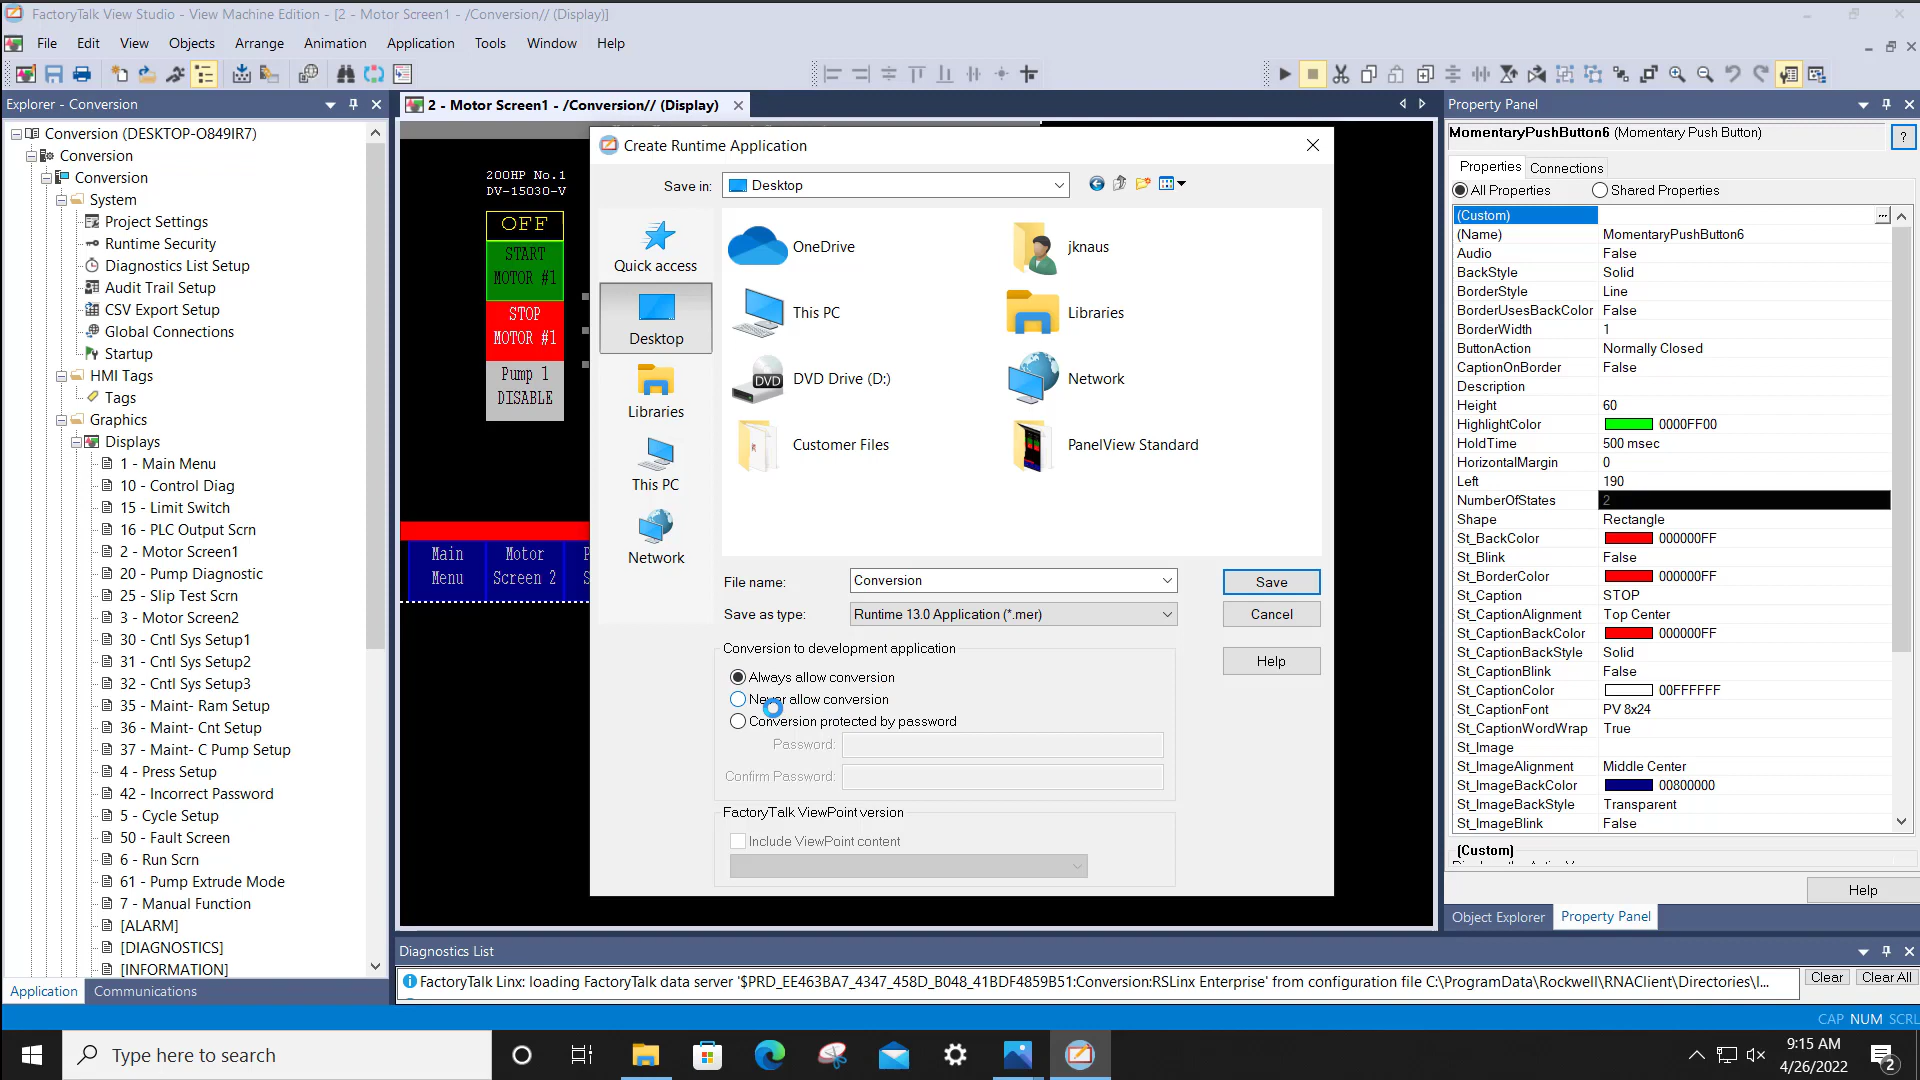 FactoryTalk View Studio - View Machine Edition - [2 - Motor Screen1 - /Conversion// (Display)]
File Edit View Objects Arrange Animation Application Tools Window Help
Explorer - Conversion
Conversion (DESKTOP-O849IR7)
Conversion
Conversion
System
Project Settings
Runtime Security
Diagnostics List Setup
Audit Trail Setup
CSV Export Setup
Global Connections
Startup
HMI Tags
Tags
Graphics
Displays
1 - Main Menu
10 - Control Diag
15 - Limit Switch
16 - PLC Output Scrn
2 - Motor Screen1
20 - Pump Diagnostic
25 - Slip Test Scrn
3 - Motor Screen2
30 - Cntl Sys Setup1
31 - Cntl Sys Setup2
32 - Cntl Sys Setup3
35 - Maint- Ram Setup
36 - Maint- Cnt Setup
37 - Maint- C Pump Setup
4 - Press Setup
42 - Incorrect Password
5 - Cycle Setup
50 - Fault Screen
6 - Run Scrn
61 - Pump Extrude Mode
7 - Manual Function
[ALARM]
[DIAGNOSTICS]
[INFORMATION]
Application Communications
2 - Motor Screen1 - /Conversion// (Display)
200HP No.1
DV-15030-V
OFF
START
MOTOR #1
STOP
MOTOR #1
Pump 1
DISABLE
Main
Menu
Motor
Screen 2
Create Runtime Application
Save in: Desktop
Quick access
Desktop
Libraries
This PC
Network
OneDrive
jknaus
This PC
Libraries
DVD Drive (D:)
DVD
Network
Customer Files
PanelView Standard
File name: Conversion Save
Save as type: Runtime 13.0 Application (*.mer) Cancel
Conversion to development application
Help
Always allow conversion
Never allow conversion
Conversion protected by password
Password:
Confirm Password:
FactoryTalk ViewPoint version
Include ViewPoint content
Property Panel
MomentaryPushButton6 (Momentary Push Button) ?
Properties Connections
All Properties Shared Properties
(Custom) ...
(Name) MomentaryPushButton6
Audio False
BackStyle Solid
BorderStyle Line
BorderUsesBackColor False
BorderWidth 1
ButtonAction Normally Closed
CaptionOnBorder False
Description
Height 60
HighlightColor 0000FF00
HoldTime 500 msec
HorizontalMargin 0
Left 190
NumberOfStates 2
Shape Rectangle
St_BackColor 000000FF
St_Blink False
St_BorderColor 000000FF
St_Caption STOP
St_CaptionAlignment Top Center
St_CaptionBackColor 000000FF
St_CaptionBackStyle Solid
St_CaptionBlink False
St_CaptionColor 00FFFFFF
St_CaptionFont PV 8x24
St_CaptionWordWrap True
St_Image
St_ImageAlignment Middle Center
St_ImageBackColor 00800000
St_ImageBackStyle Transparent
St_ImageBlink False
(Custom)
Help
Object Explorer Property Panel
Diagnostics List
FactoryTalk Linx: loading FactoryTalk data server '$PRD_EE463BA7_4347_458D_B048_41BDF4859B51:Conversion:RSLinx Enterprise' from configuration file C:\ProgramData\Rockwell\RNAClient\Directories\l...
Clear Clear All
CAP NUM SCRL
Type here to search
9:15 AM
4/26/2022
2